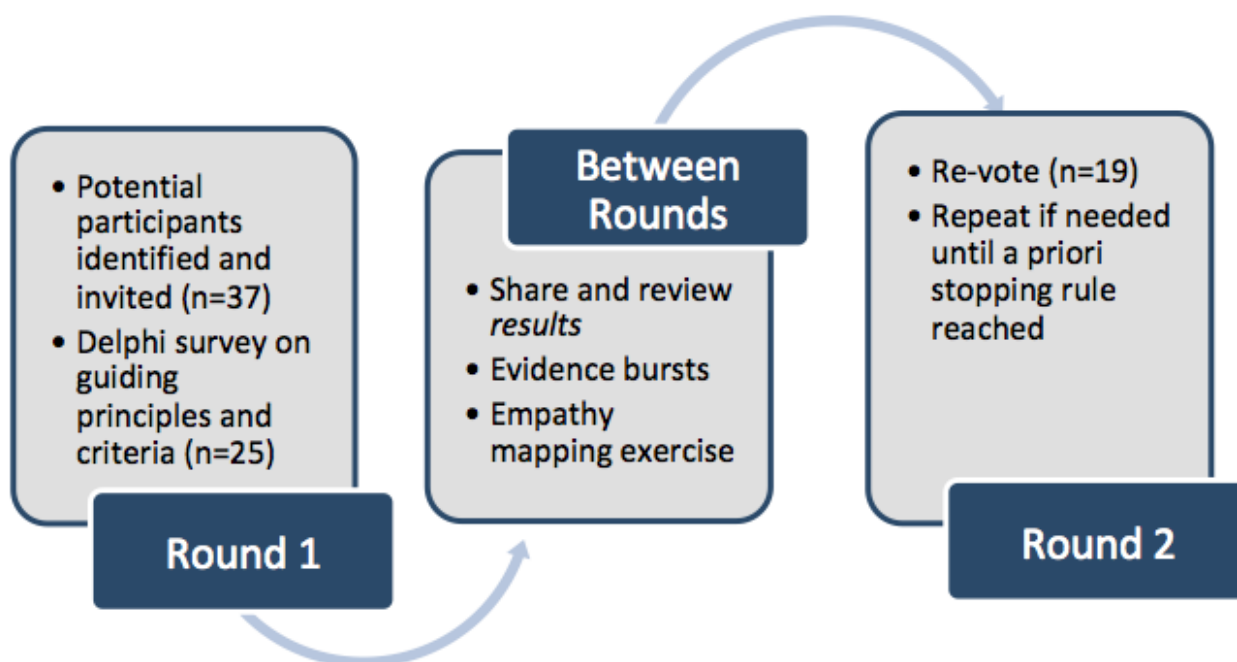 • Potential
participants
identified and
invited (n=37)
• Delphi survey on
guiding
principles and
criteria (n=25)
Round 1
Between
Rounds
• Share and review
results
• Evidence bursts
• Empathy
mapping exercise
• Re-vote (n=19)
• Repeat if needed
until a priori
stopping rule
reached
Round 2